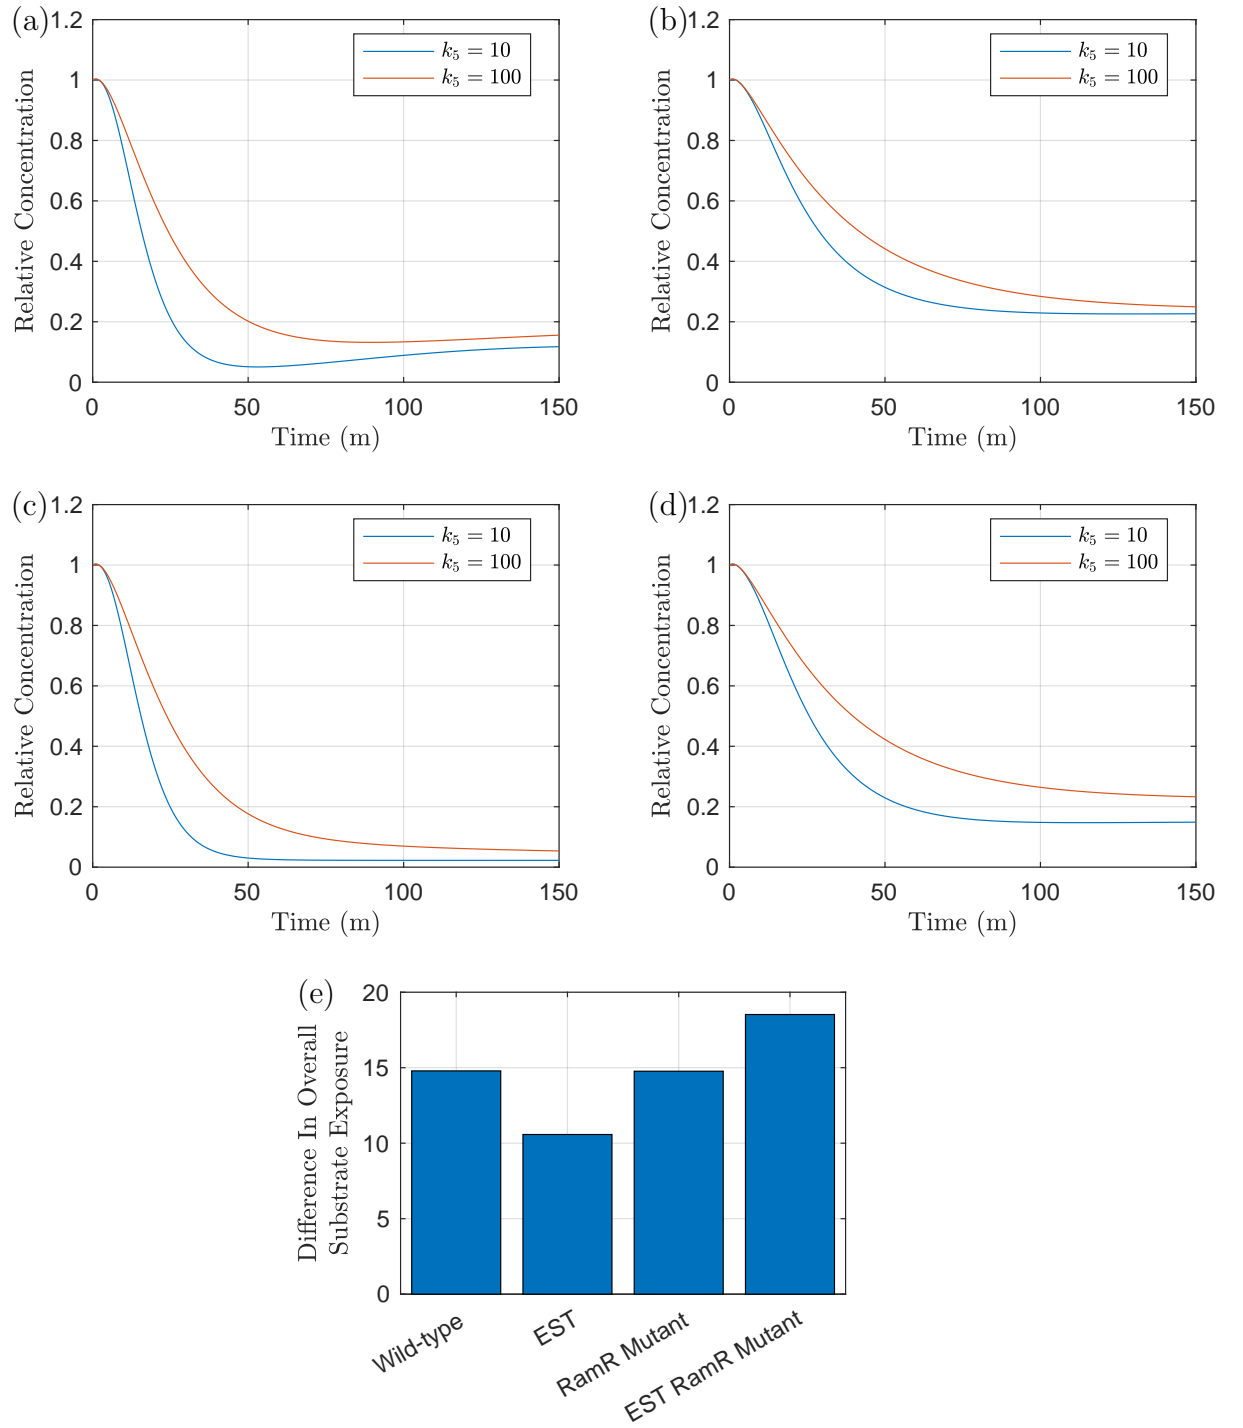 (a)
1.2
1
0.8
0.6
0.4
0.2
0
Relative Concentration
k₅ = 10
k₅ = 100
0 50 100 150
Time (m)
(b)
1.2
1
0.8
0.6
0.4
0.2
0
Relative Concentration
k₅ = 10
k₅ = 100
0 50 100 150
Time (m)
(c)
1.2
1
0.8
0.6
0.4
0.2
0
Relative Concentration
k₅ = 10
k₅ = 100
0 50 100 150
Time (m)
(d)
1.2
1
0.8
0.6
0.4
0.2
0
Relative Concentration
k₅ = 10
k₅ = 100
0 50 100 150
Time (m)
(e)
20
15
10
5
0
Difference In Overall
Substrate Exposure
Wild-type
EST
RamR Mutant
EST RamR Mutant